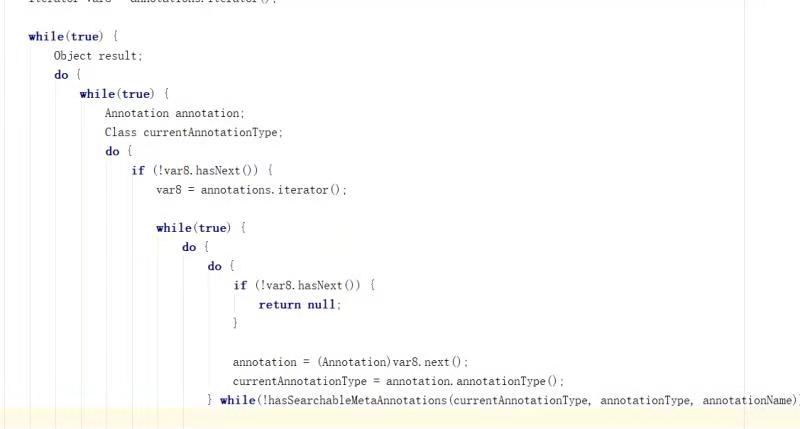 Iterator var8 = annotations.iterator();
while(true) {
Object result;
do {
while(true) {
Annotation annotation;
Class currentAnnotationType;
do {
if (!var8.hasNext()) {
var8 = annotations.iterator();
while(true) {
do {
do {
if (!var8.hasNext()) {
return null;
}
annotation = (Annotation)var8.next();
currentAnnotationType = annotation.annotationType();
} while(!hasSearchableMetaAnnotations(currentAnnotationType, annotationType, annotationName))